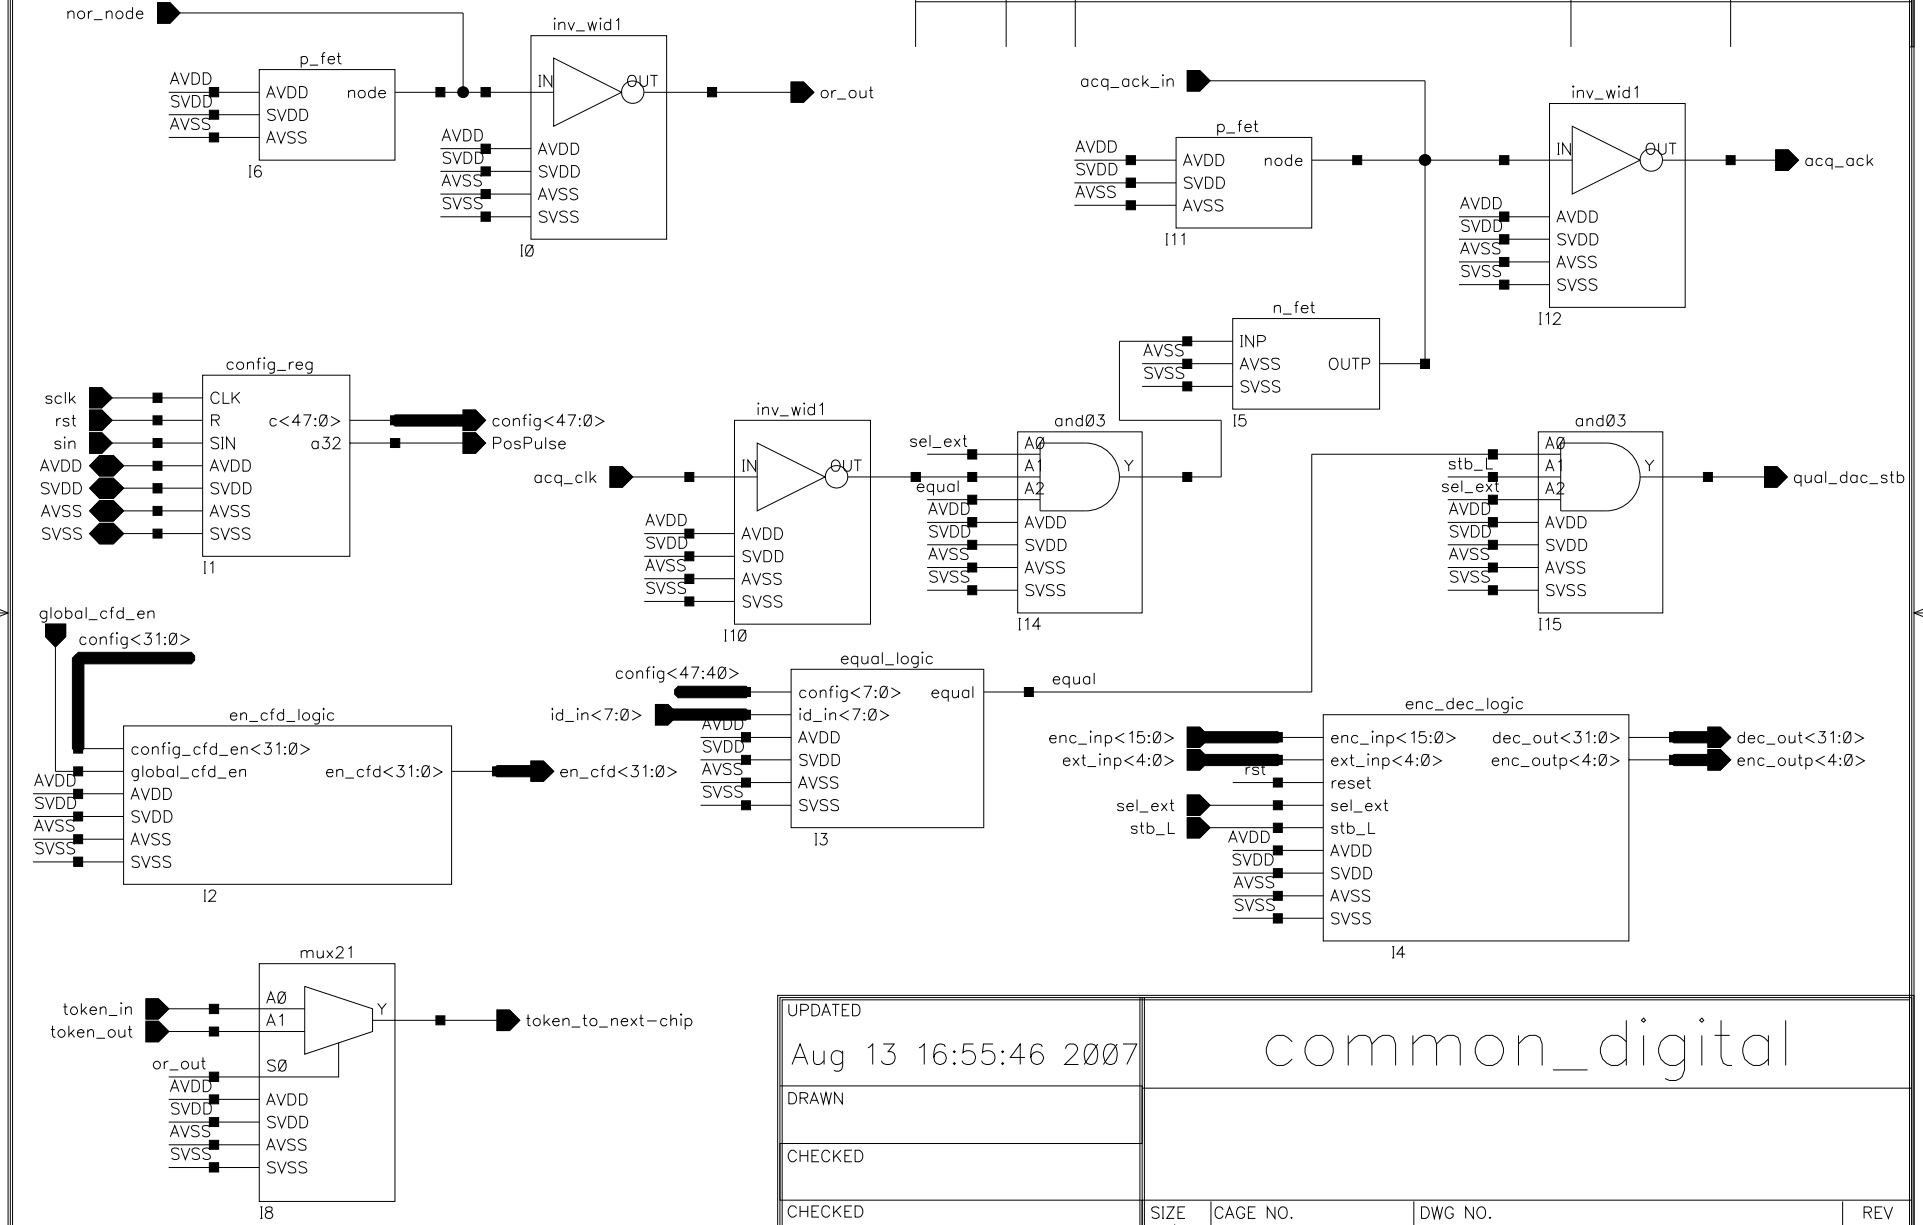 nor_node
p_fet
AVDD
SVDD
AVSS
AVDD
SVDD
AVSS
node
I6
inv_wid1
IN
OUT
AVDD
SVDD
AVSS
SVSS
AVDD
SVDD
AVSS
SVSS
I0
or_out
acq_ack_in
p_fet
AVDD
SVDD
AVSS
AVDD
SVDD
AVSS
node
I11
inv_wid1
IN
OUT
AVDD
SVDD
AVSS
SVSS
AVDD
SVDD
AVSS
SVSS
I12
acq_ack
n_fet
AVSS
SVSS
INP
AVSS
SVSS
OUTP
I5
config_reg
sclk
rst
sin
AVDD
SVDD
AVSS
SVSS
CLK
R
SIN
AVDD
SVDD
AVSS
SVSS
c<47:0>
a32
config<47:0>
PosPulse
I1
acq_clk
inv_wid1
IN
OUT
AVDD
SVDD
AVSS
SVSS
AVDD
SVDD
AVSS
SVSS
I10
and03
sel_ext
equal
AVDD
SVDD
AVSS
SVSS
A0
A1
A2
Y
AVDD
SVDD
AVSS
SVSS
I14
and03
stb_L
sel_ext
AVDD
SVDD
AVSS
SVSS
A0
A1
A2
Y
AVDD
SVDD
AVSS
SVSS
I15
qual_dac_stb
global_cfd_en
config<31:0>
en_cfd_logic
AVDD
SVDD
AVSS
SVSS
config_cfd_en<31:0>
global_cfd_en
AVDD
SVDD
AVSS
SVSS
en_cfd<31:0>
en_cfd<31:0>
I2
equal_logic
config<47:40>
id_in<7:0>
AVDD
SVDD
AVSS
SVSS
config<7:0>
id_in<7:0>
AVDD
SVDD
AVSS
SVSS
equal
equal
I3
enc_dec_logic
enc_inp<15:0>
ext_inp<4:0>
rst
sel_ext
stb_L
AVDD
SVDD
AVSS
SVSS
enc_inp<15:0>
ext_inp<4:0>
reset
sel_ext
stb_L
AVDD
SVDD
AVSS
SVSS
dec_out<31:0>
enc_outp<4:0>
dec_out<31:0>
enc_outp<4:0>
I4
mux21
token_in
token_out
or_out
AVDD
SVDD
AVSS
SVSS
A0
A1
S0
Y
AVDD
SVDD
AVSS
SVSS
token_to_next-chip
I8
UPDATED
Aug 13 16:55:46 2007
common_digital
DRAWN
CHECKED
CHECKED
SIZE
CAGE NO.
DWG NO.
REV